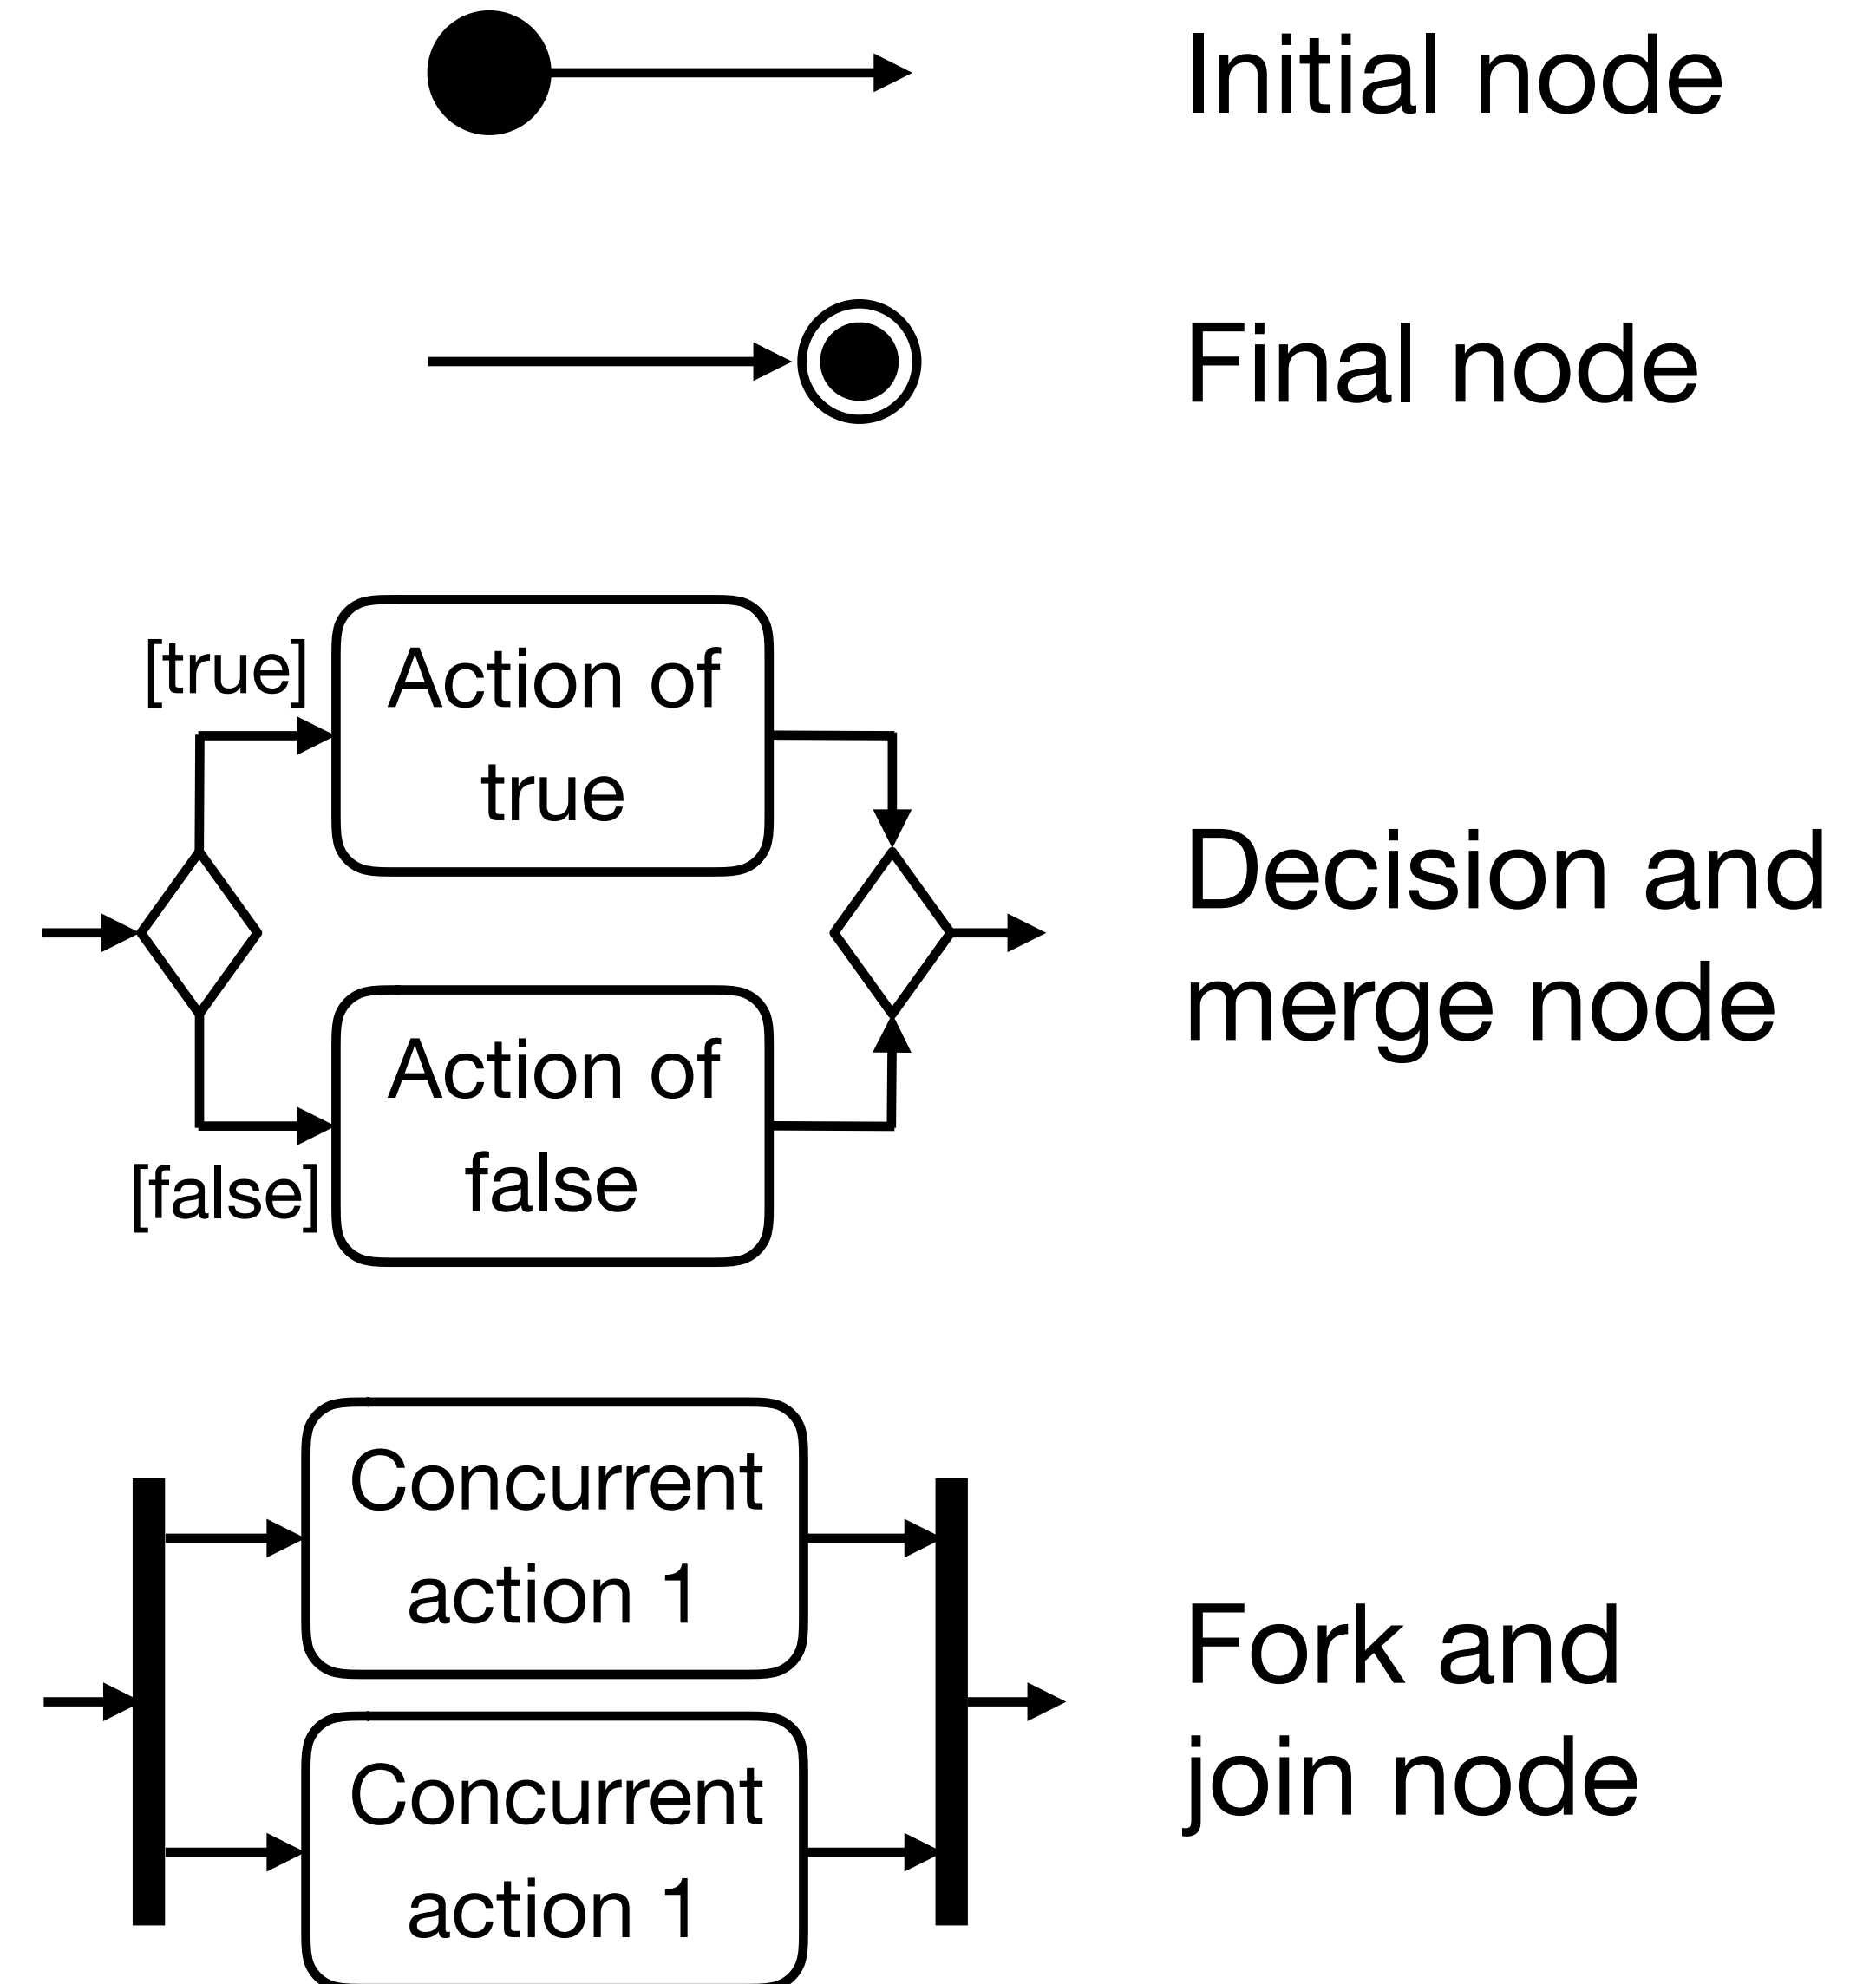 Initial node
Final node
[true]
Action of
true
Decision and
merge node
Action of
false
[false]
Concurrent
action 1
Fork and
join node
Concurrent
action 1